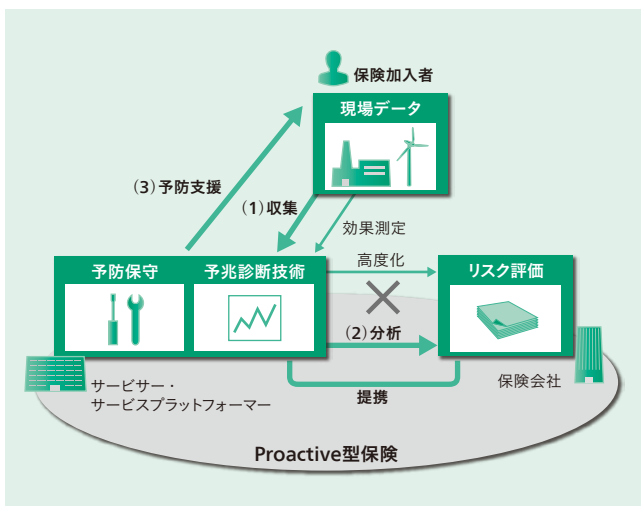 保険加入者
現場データ
(3)予防支援
(1)収集
効果測定
高度化
予防保守
予兆診断技術
リスク評価
(2)分析
サービサー・
サービスプラットフォーマー
提携
保険会社
Proactive型保険